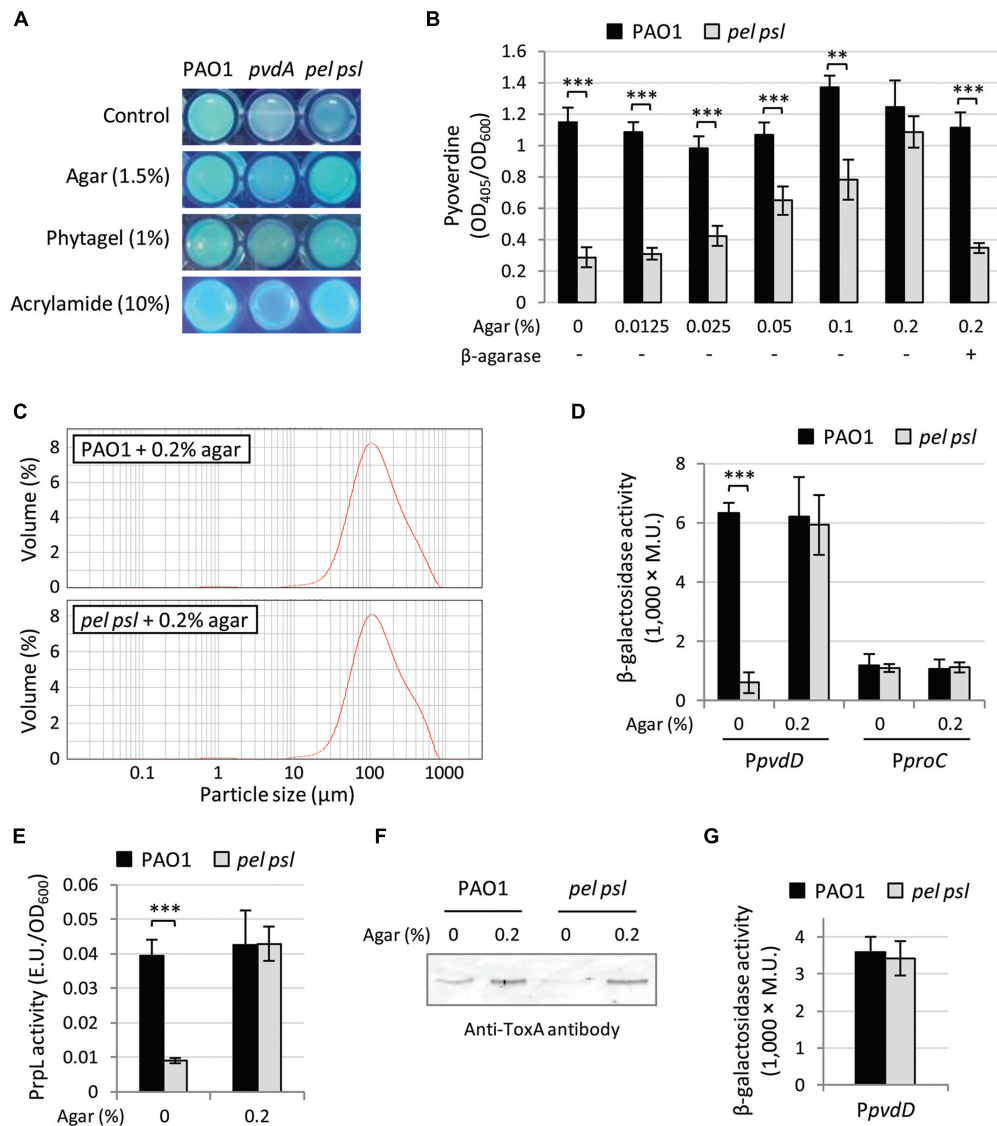 A
PAO1 pvdA pel psl
Control
Agar (1.5%)
Phytagel (1%)
Acrylamide (10%)
B
PAO1 pel psl
Pyoverdine
(OD405/OD600)
1.6
1.4
1.2
1
0.8
0.6
0.4
0.2
0
*** *** *** *** ** ***
Agar (%) 0 0.0125 0.025 0.05 0.1 0.2 0.2
β-agarase - - - - - - +
C
PAO1 + 0.2% agar
Volume (%)
8
6
4
2
0
pel psl + 0.2% agar
Volume (%)
8
6
4
2
0
0.1 1 10 100 1000
Particle size (µm)
D
PAO1 pel psl
β-galactosidase activity
(1,000 × M.U.)
8
6
4
2
0
***
Agar (%) 0 0.2 0 0.2
PpvdD PproC
E
PAO1 pel psl
PrpL activity (E.U./OD600)
0.06
0.05
0.04
0.03
0.02
0.01
0
***
Agar (%) 0 0.2
F
PAO1 pel psl
Agar (%) 0 0.2 0 0.2
Anti-ToxA antibody
G
PAO1 pel psl
β-galactosidase activity
(1,000 × M.U.)
4
3
2
1
0
PpvdD